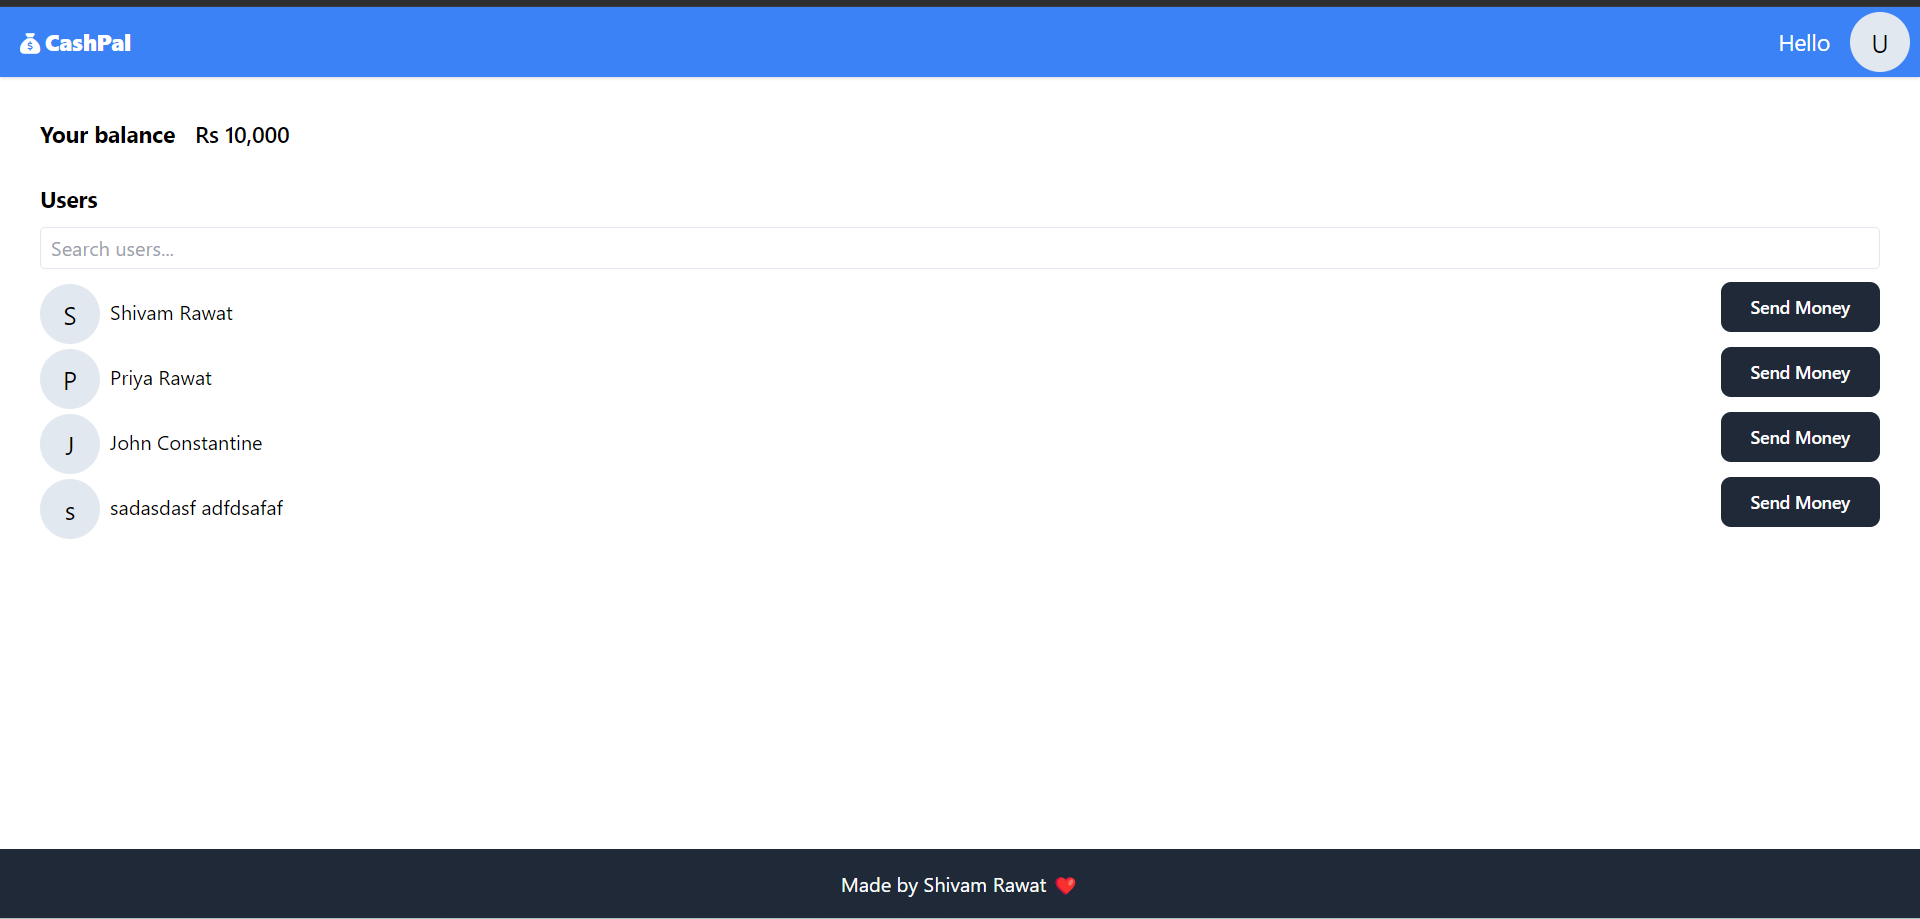 CashPal Hello U
Your balance Rs 10,000
Users
Search users...
S Shivam Rawat Send Money
P Priya Rawat Send Money
J John Constantine Send Money
s sadasdasf adfdsafaf Send Money
Made by Shivam Rawat ❤️